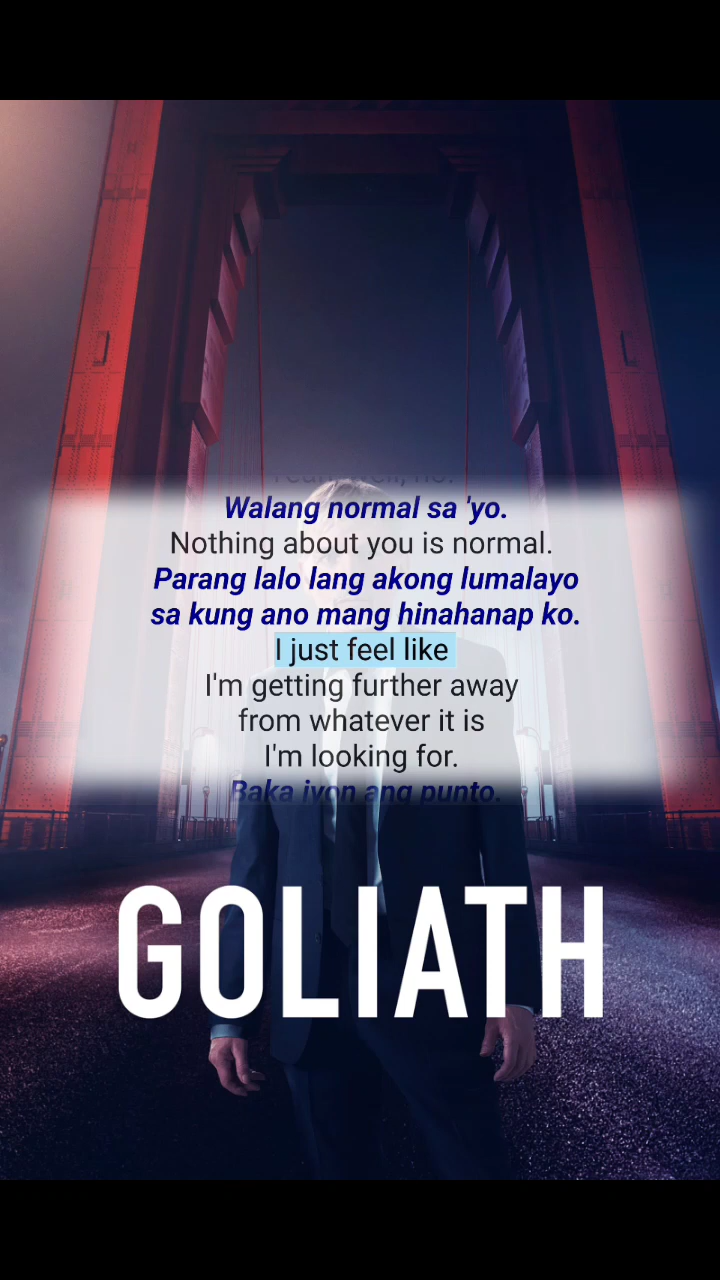 Walang normal sa 'yo.
Nothing about you is normal.
Parang lalo lang akong lumalayo
sa kung ano mang hinahanap ko.
I just feel like
I'm getting further away
from whatever it is
I'm looking for.
Baka iyon ang punto.
GOLIATH